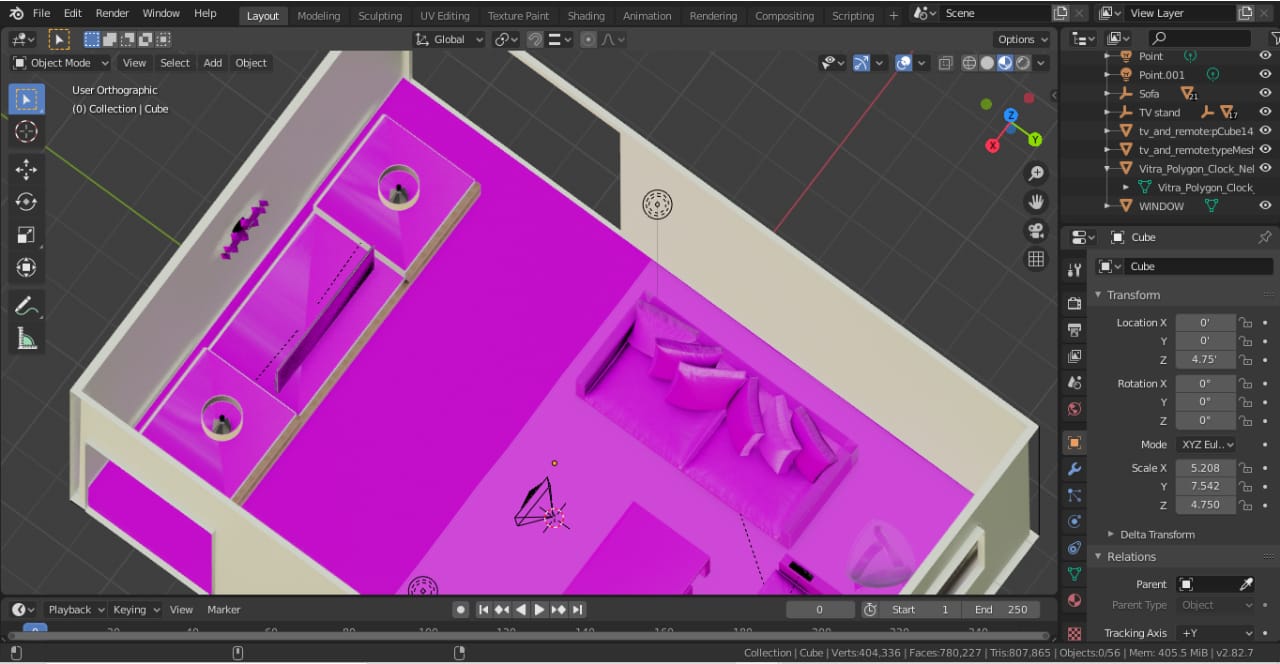 File Edit Render Window Help Layout Modeling Sculpting UV Editing Texture Paint Shading Animation Rendering Compositing Scripting + Scene View Layer
Global Options
Object Mode View Select Add Object
User Orthographic
(0) Collection | Cube
Z
Y
X
Point
Point.001
Sofa 21
TV stand 17
tv_and_remote:pCube14
tv_and_remote:typeMesh
Vitra_Polygon_Clock_Nel
Vitra_Polygon_Clock_
WINDOW
Cube
Cube
Transform
Location X 0'
Y 0'
Z 4.75'
Rotation X 0°
Y 0°
Z 0°
Mode XYZ Eul..
Scale X 5.208
Y 7.542
Z 4.750
Delta Transform
Relations
Parent
Parent Type Object
Tracking Axis +Y
Playback Keying View Marker 0 Start 1 End 250
0 20 40 60 80 100 120 140 160 180 200 220 240
Collection | Cube | Verts:404,336 | Faces:780,227 | Tris:807,865 | Objects:0/56 | Mem: 405.5 MiB | v2.82.7